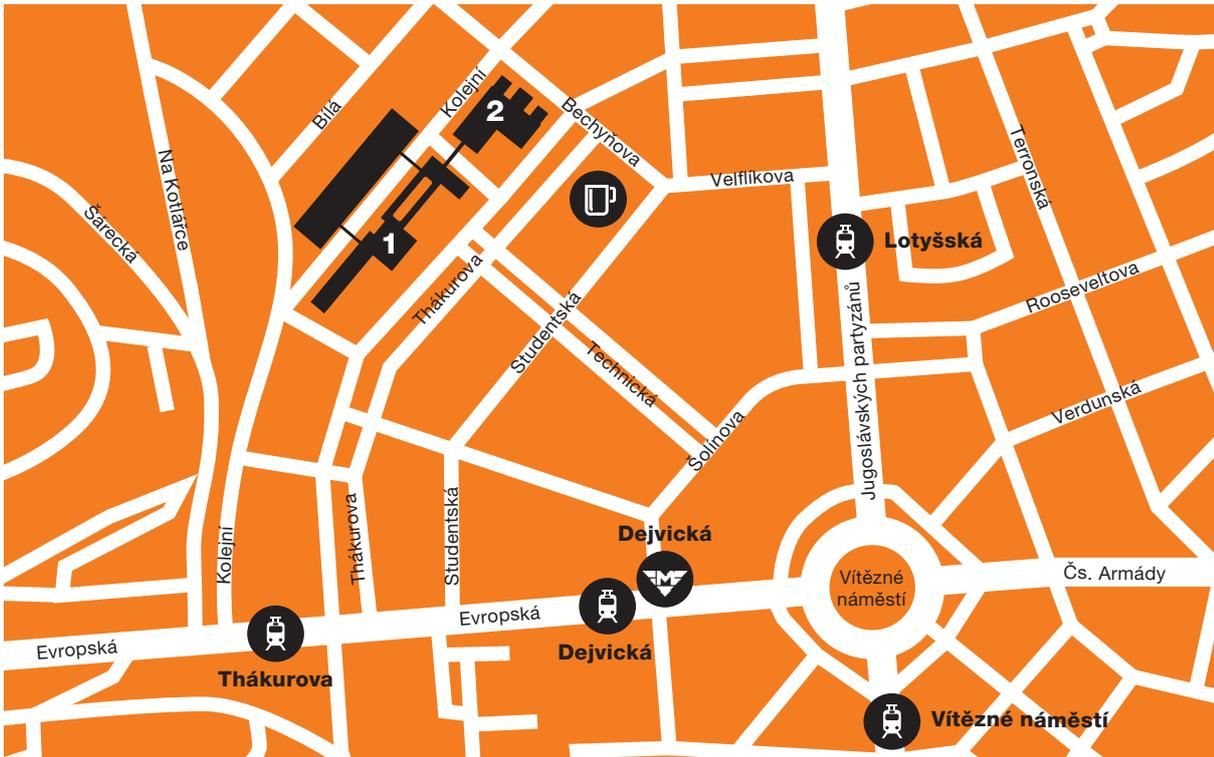 Bílá
Kolejní
2
Bechyňova
Na Kotlářce
Šárecka
Velflíkova
Terronská
1
Lotyšská
Thákurova
Rooseveltova
Studentská
Technická
Jugoslávských partyzánů
Verdunská
Šolínova
Kolejní
Thákurova
Studentská
Dejvická
Čs. Armády
Vítězné
náměstí
Evropská
Evropská
Dejvická
Thákurova
Vítězné náměstí